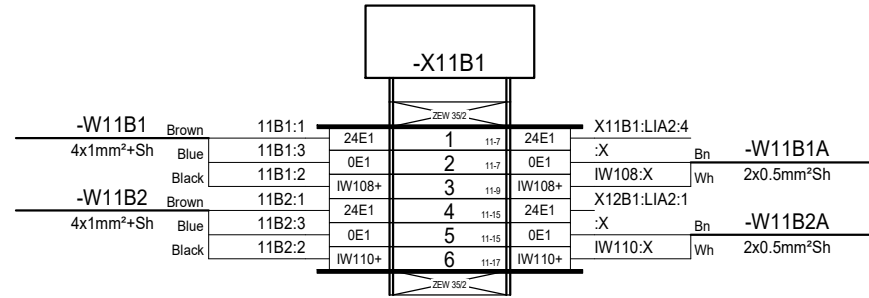 -X11B1
ZEW 35/2
-W11B1 Brown 11B1:1 24E1 1 11-7 24E1 X11B1:LIA2:4
4x1mm²+Sh Blue 11B1:3 0E1 2 11-7 0E1 :X Bn -W11B1A
Black 11B1:2 IW108+ 3 11-9 IW108+ IW108:X Wh 2x0.5mm²Sh
-W11B2 Brown 11B2:1 24E1 4 11-15 24E1 X12B1:LIA2:1
4x1mm²+Sh Blue 11B2:3 0E1 5 11-15 0E1 :X Bn -W11B2A
Black 11B2:2 IW110+ 6 11-17 IW110+ IW110:X Wh 2x0.5mm²Sh
ZEW 35/2